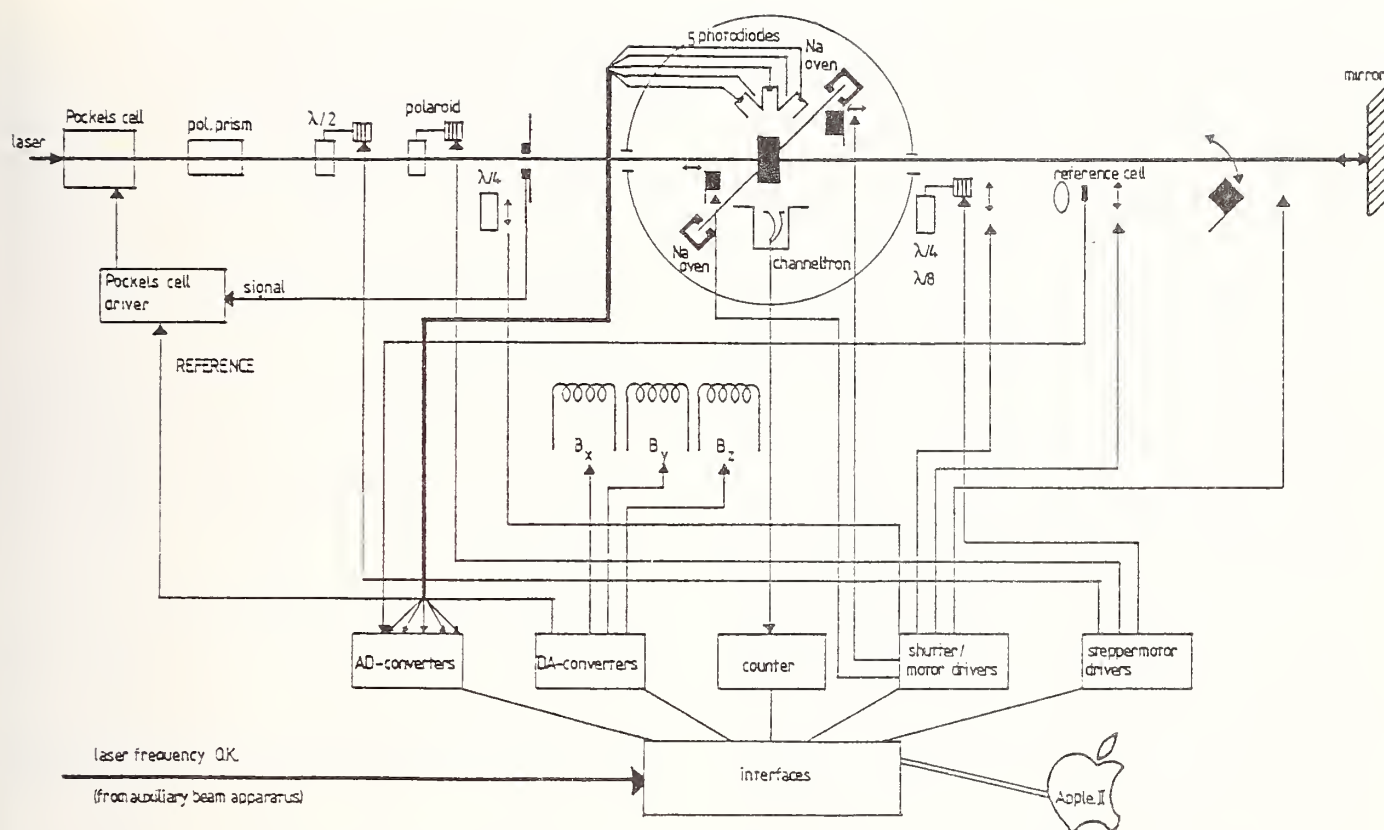 5 photodiodes
Na
oven
mirror
Pockels cell
pol. prism
λ/2
polaroid
laser
λ/4
reference cell
Na
oven
channeltron
λ/4
λ/8
Pockels cell
driver
signal
REFERENCE
B x
B y
B z
AD-converters
DA-converters
counter
shutter/
motor drivers
steppermotor
drivers
laser frequency O.K.
(from auxiliary beam apparatus)
interfaces
Apple II